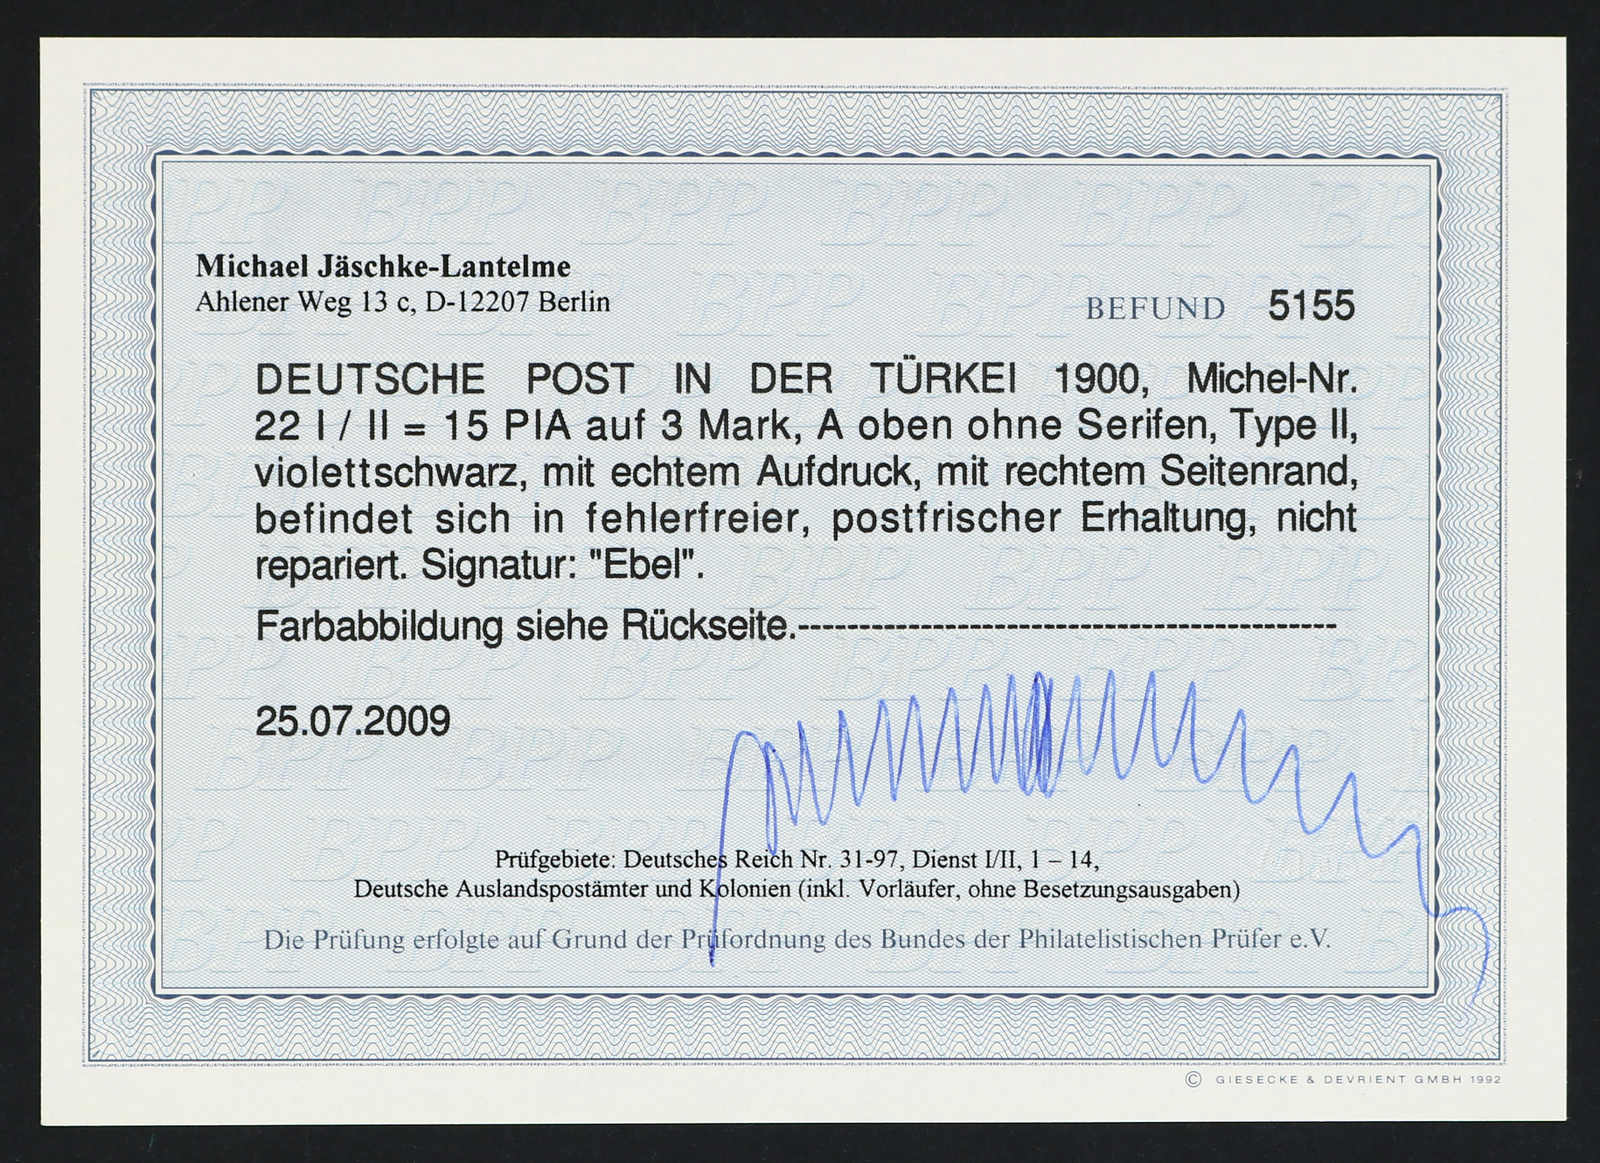 Michael Jäschke-Lantelme
Ahlener Weg 13 c, D-12207 Berlin
BEFUND 5155
DEUTSCHE POST IN DER TÜRKEI 1900, Michel-Nr.
22 I / II = 15 PIA auf 3 Mark, A oben ohne Serifen, Type II,
violettschwarz, mit echtem Aufdruck, mit rechtem Seitenrand,
befindet sich in fehlerfreier, postfrischer Erhaltung, nicht
repariert. Signatur: "Ebel".
Farbabbildung siehe Rückseite.--------------------------------------------
25.07.2009
Prüfgebiete: Deutsches Reich Nr. 31-97, Dienst I/II, 1 – 14,
Deutsche Auslandspostämter und Kolonien (inkl. Vorläufer, ohne Besetzungsausgaben)
Die Prüfung erfolgte auf Grund der Prüfordnung des Bundes der Philatelistischen Prüfer e.V.
© GIESECKE & DEVRIENT GMBH 1992